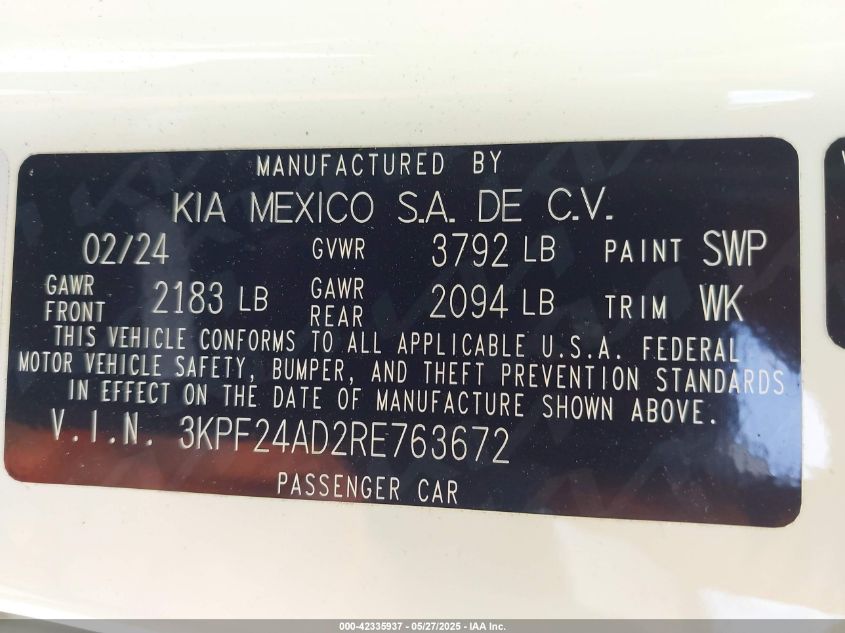 MANUFACTURED BY
KIA MEXICO S.A. DE C.V.
02/24 GVWR 3792 LB PAINT SWP
GAWR FRONT 2183 LB GAWR REAR 2094 LB TRIM WK
THIS VEHICLE CONFORMS TO ALL APPLICABLE U.S.A. FEDERAL
MOTOR VEHICLE SAFETY, BUMPER, AND THEFT PREVENTION STANDARDS
IN EFFECT ON THE DATE OF MANUFACTURE SHOWN ABOVE.
V.I.N. 3KPF24AD2RE763672
PASSENGER CAR
000-42335937 - 05/27/2025 - IAA Inc.